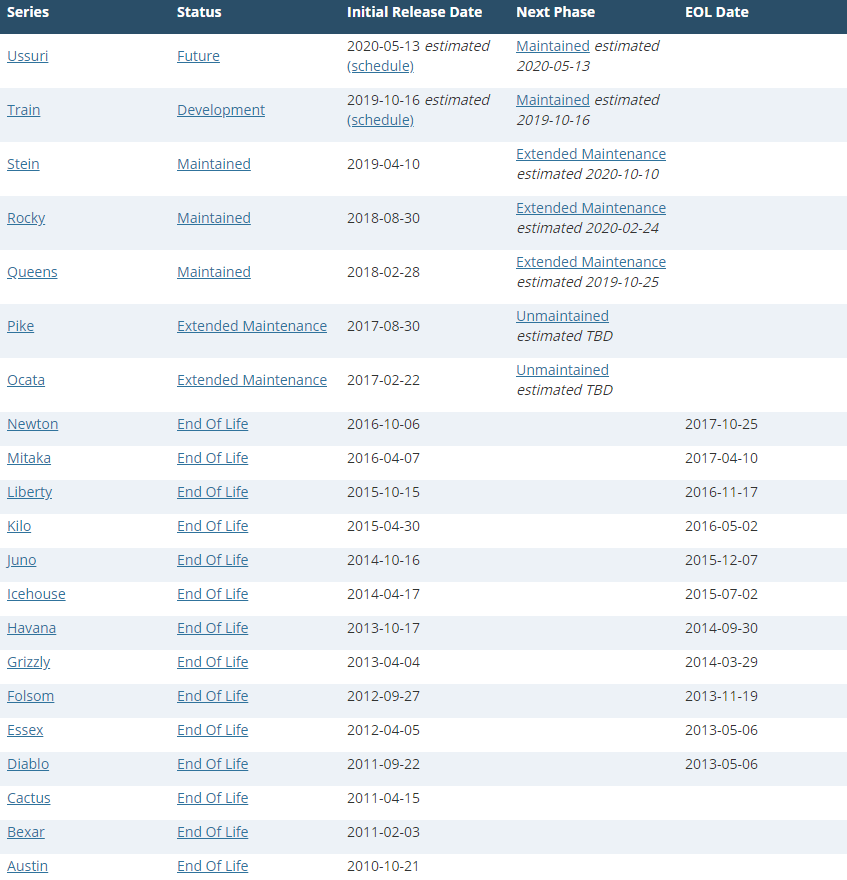 Series Status Initial Release Date Next Phase EOL Date
Ussuri Future 2020-05-13 estimated (schedule) Maintained estimated 2020-05-13
Train Development 2019-10-16 estimated (schedule) Maintained estimated 2019-10-16
Stein Maintained 2019-04-10 Extended Maintenance estimated 2020-10-10
Rocky Maintained 2018-08-30 Extended Maintenance estimated 2020-02-24
Queens Maintained 2018-02-28 Extended Maintenance estimated 2019-10-25
Pike Extended Maintenance 2017-08-30 Unmaintained estimated TBD
Ocata Extended Maintenance 2017-02-22 Unmaintained estimated TBD
Newton End Of Life 2016-10-06 2017-10-25
Mitaka End Of Life 2016-04-07 2017-04-10
Liberty End Of Life 2015-10-15 2016-11-17
Kilo End Of Life 2015-04-30 2016-05-02
Juno End Of Life 2014-10-16 2015-12-07
Icehouse End Of Life 2014-04-17 2015-07-02
Havana End Of Life 2013-10-17 2014-09-30
Grizzly End Of Life 2013-04-04 2014-03-29
Folsom End Of Life 2012-09-27 2013-11-19
Essex End Of Life 2012-04-05 2013-05-06
Diablo End Of Life 2011-09-22 2013-05-06
Cactus End Of Life 2011-04-15
Bexar End Of Life 2011-02-03
Austin End Of Life 2010-10-21